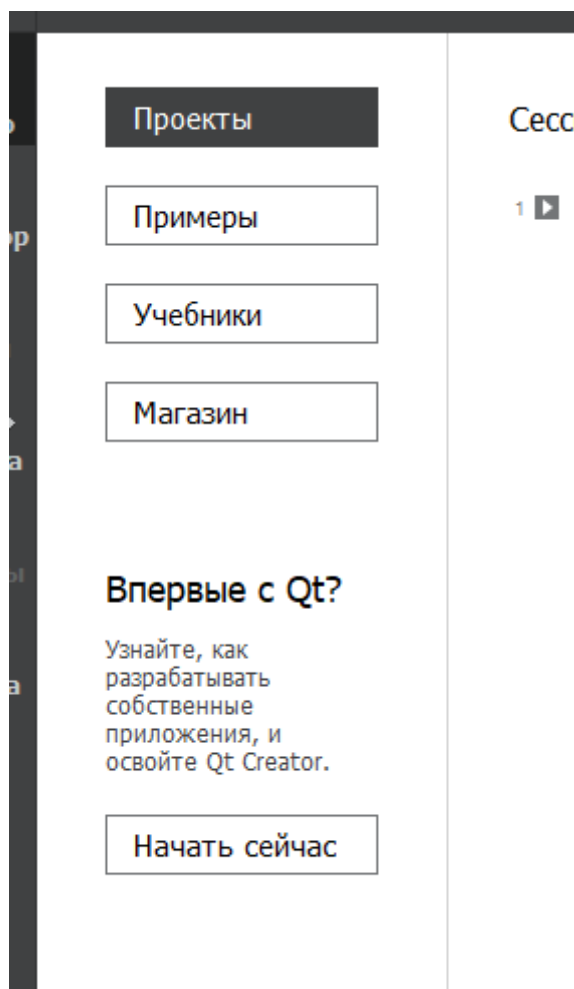 Проекты
Сесс
1
Примеры
Учебники
Магазин
Впервые с Qt?
Узнайте, как
разрабатывать
собственные
приложения, и
освойте Qt Creator.
Начать сейчас